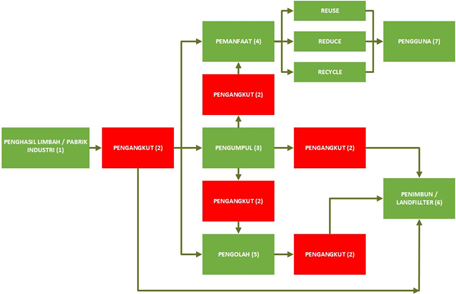 REUSE
PEMANFAAT (4)
REDUCE
PENGGUNA (7)
RECYCLE
PENGANGKUT (2)
PENGHASIL LIMBAH / PABRIK
INDUSTRI (1)
PENGANGKUT (2)
PENGUMPUL (3)
PENGANGKUT (2)
PENGANGKUT (2)
PENIMBUN /
LANDFILLTER (6)
PENGOLAH (5)
PENGANGKUT (2)